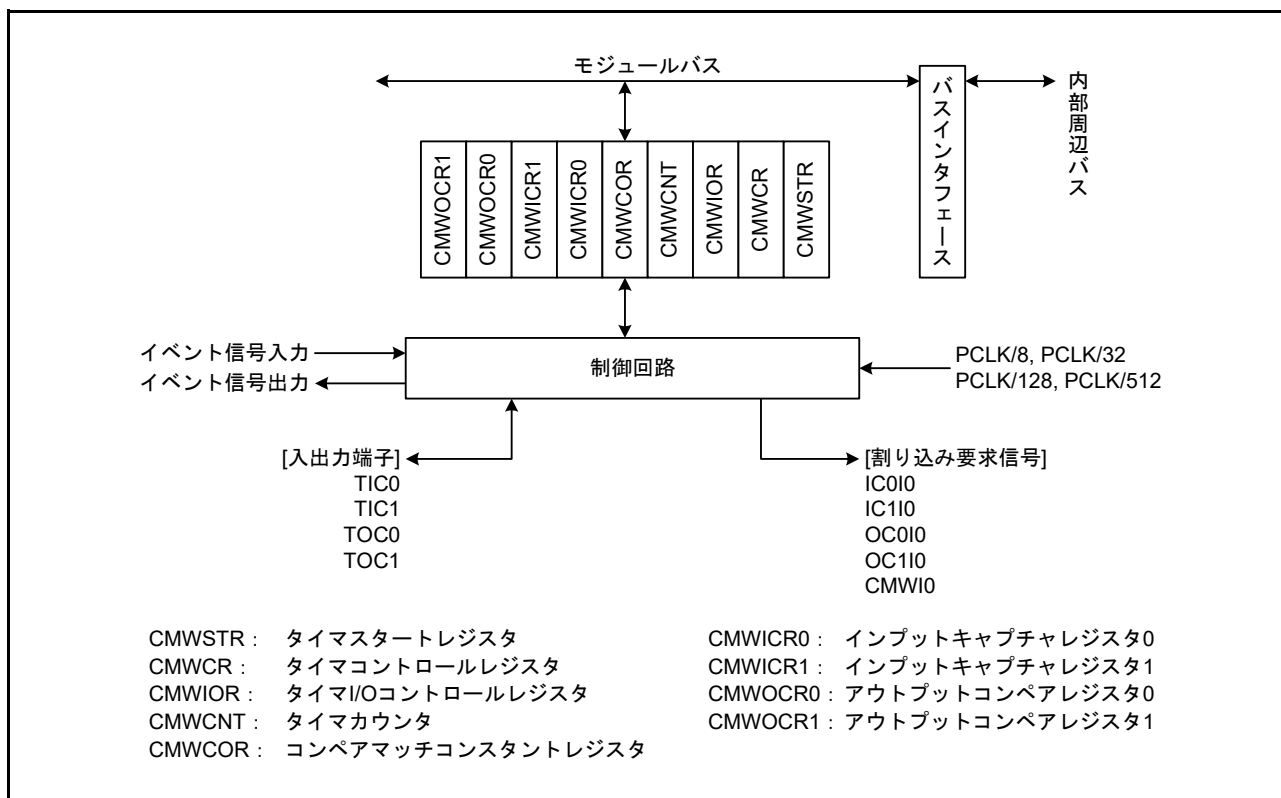 モジュールバス
バスインタフェース
内部周辺バス
CMWOCR1
CMWOCR0
CMWICR1
CMWICR0
CMWCOR
CMWCNT
CMWIOR
CMWCR
CMWSTR
イベント信号入力
イベント信号出力
制御回路
PCLK/8, PCLK/32
PCLK/128, PCLK/512
[入出力端子]
TIC0
TIC1
TOC0
TOC1
[割り込み要求信号]
IC0I0
IC1I0
OC0I0
OC1I0
CMWI0
CMWSTR : タイマスタートレジスタ
CMWCR : タイマコントロールレジスタ
CMWIOR : タイマI/Oコントロールレジスタ
CMWCNT : タイマカウンタ
CMWCOR : コンペアマッチコンスタントレジスタ
CMWICR0 : インプットキャプチャレジスタ0
CMWICR1 : インプットキャプチャレジスタ1
CMWOCR0 : アウトプットコンペアレジスタ0
CMWOCR1 : アウトプットコンペアレジスタ1